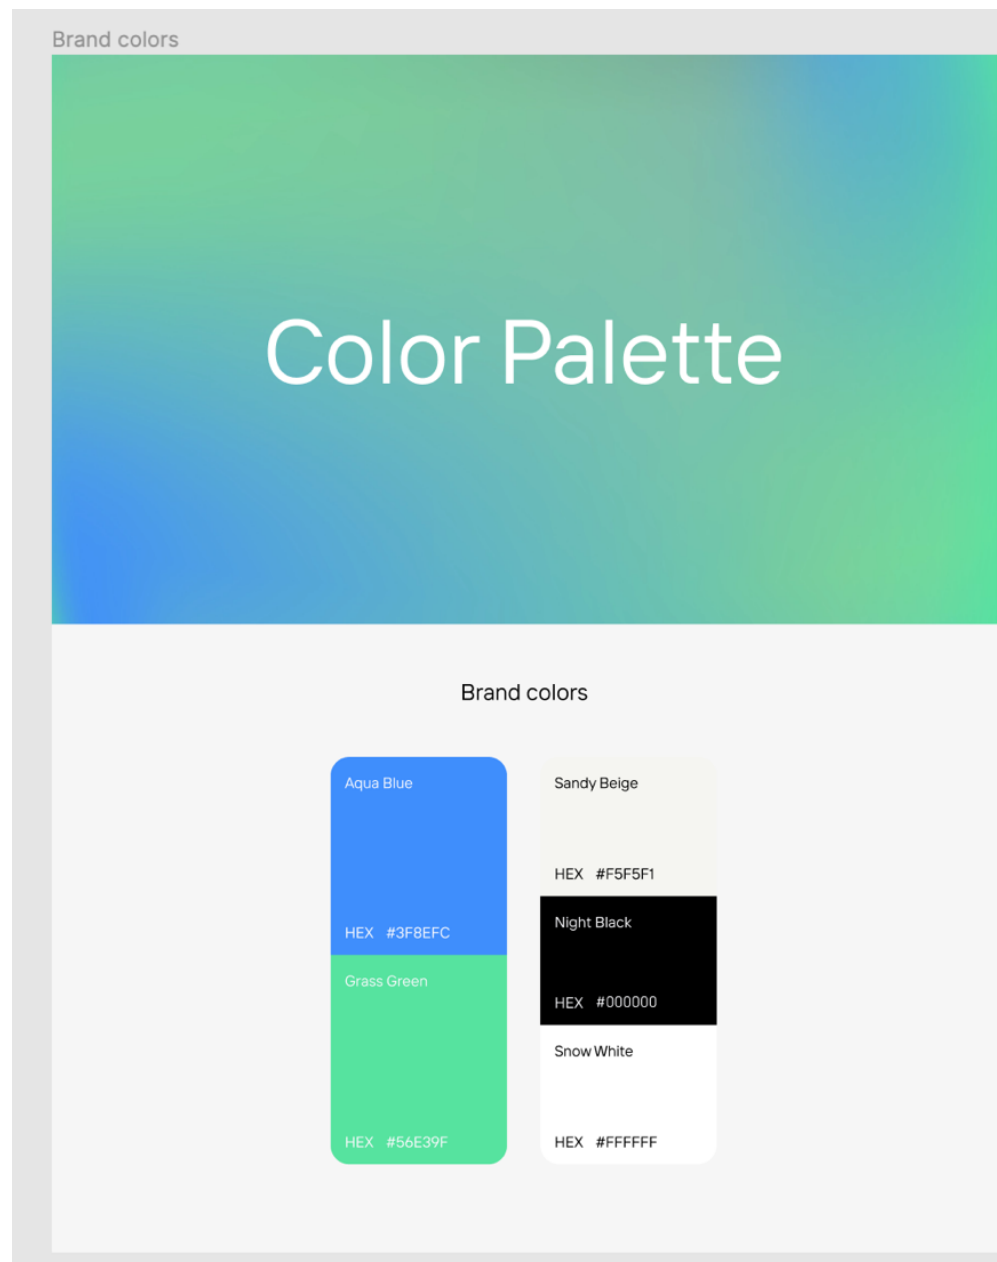 Brand colors
Color Palette
Brand colors
Aqua Blue
HEX #3F8EFC
Grass Green
HEX #56E39F
Sandy Beige
HEX #F5F5F1
Night Black
HEX #000000
Snow White
HEX #FFFFFF